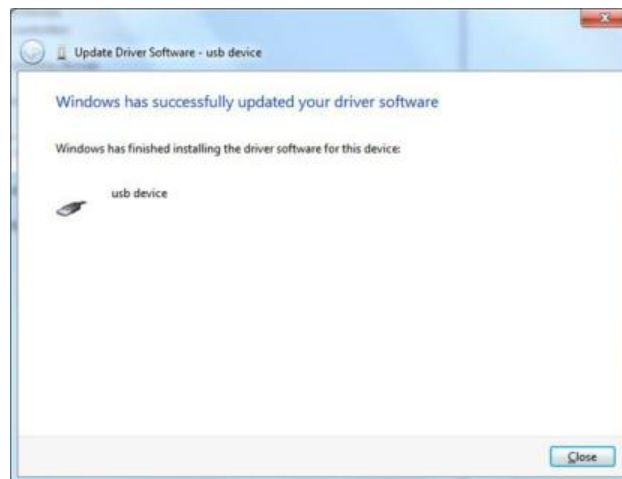 Update Driver Software - usb device
Windows has successfully updated your driver software
Windows has finished installing the driver software for this device:
usb device
Close